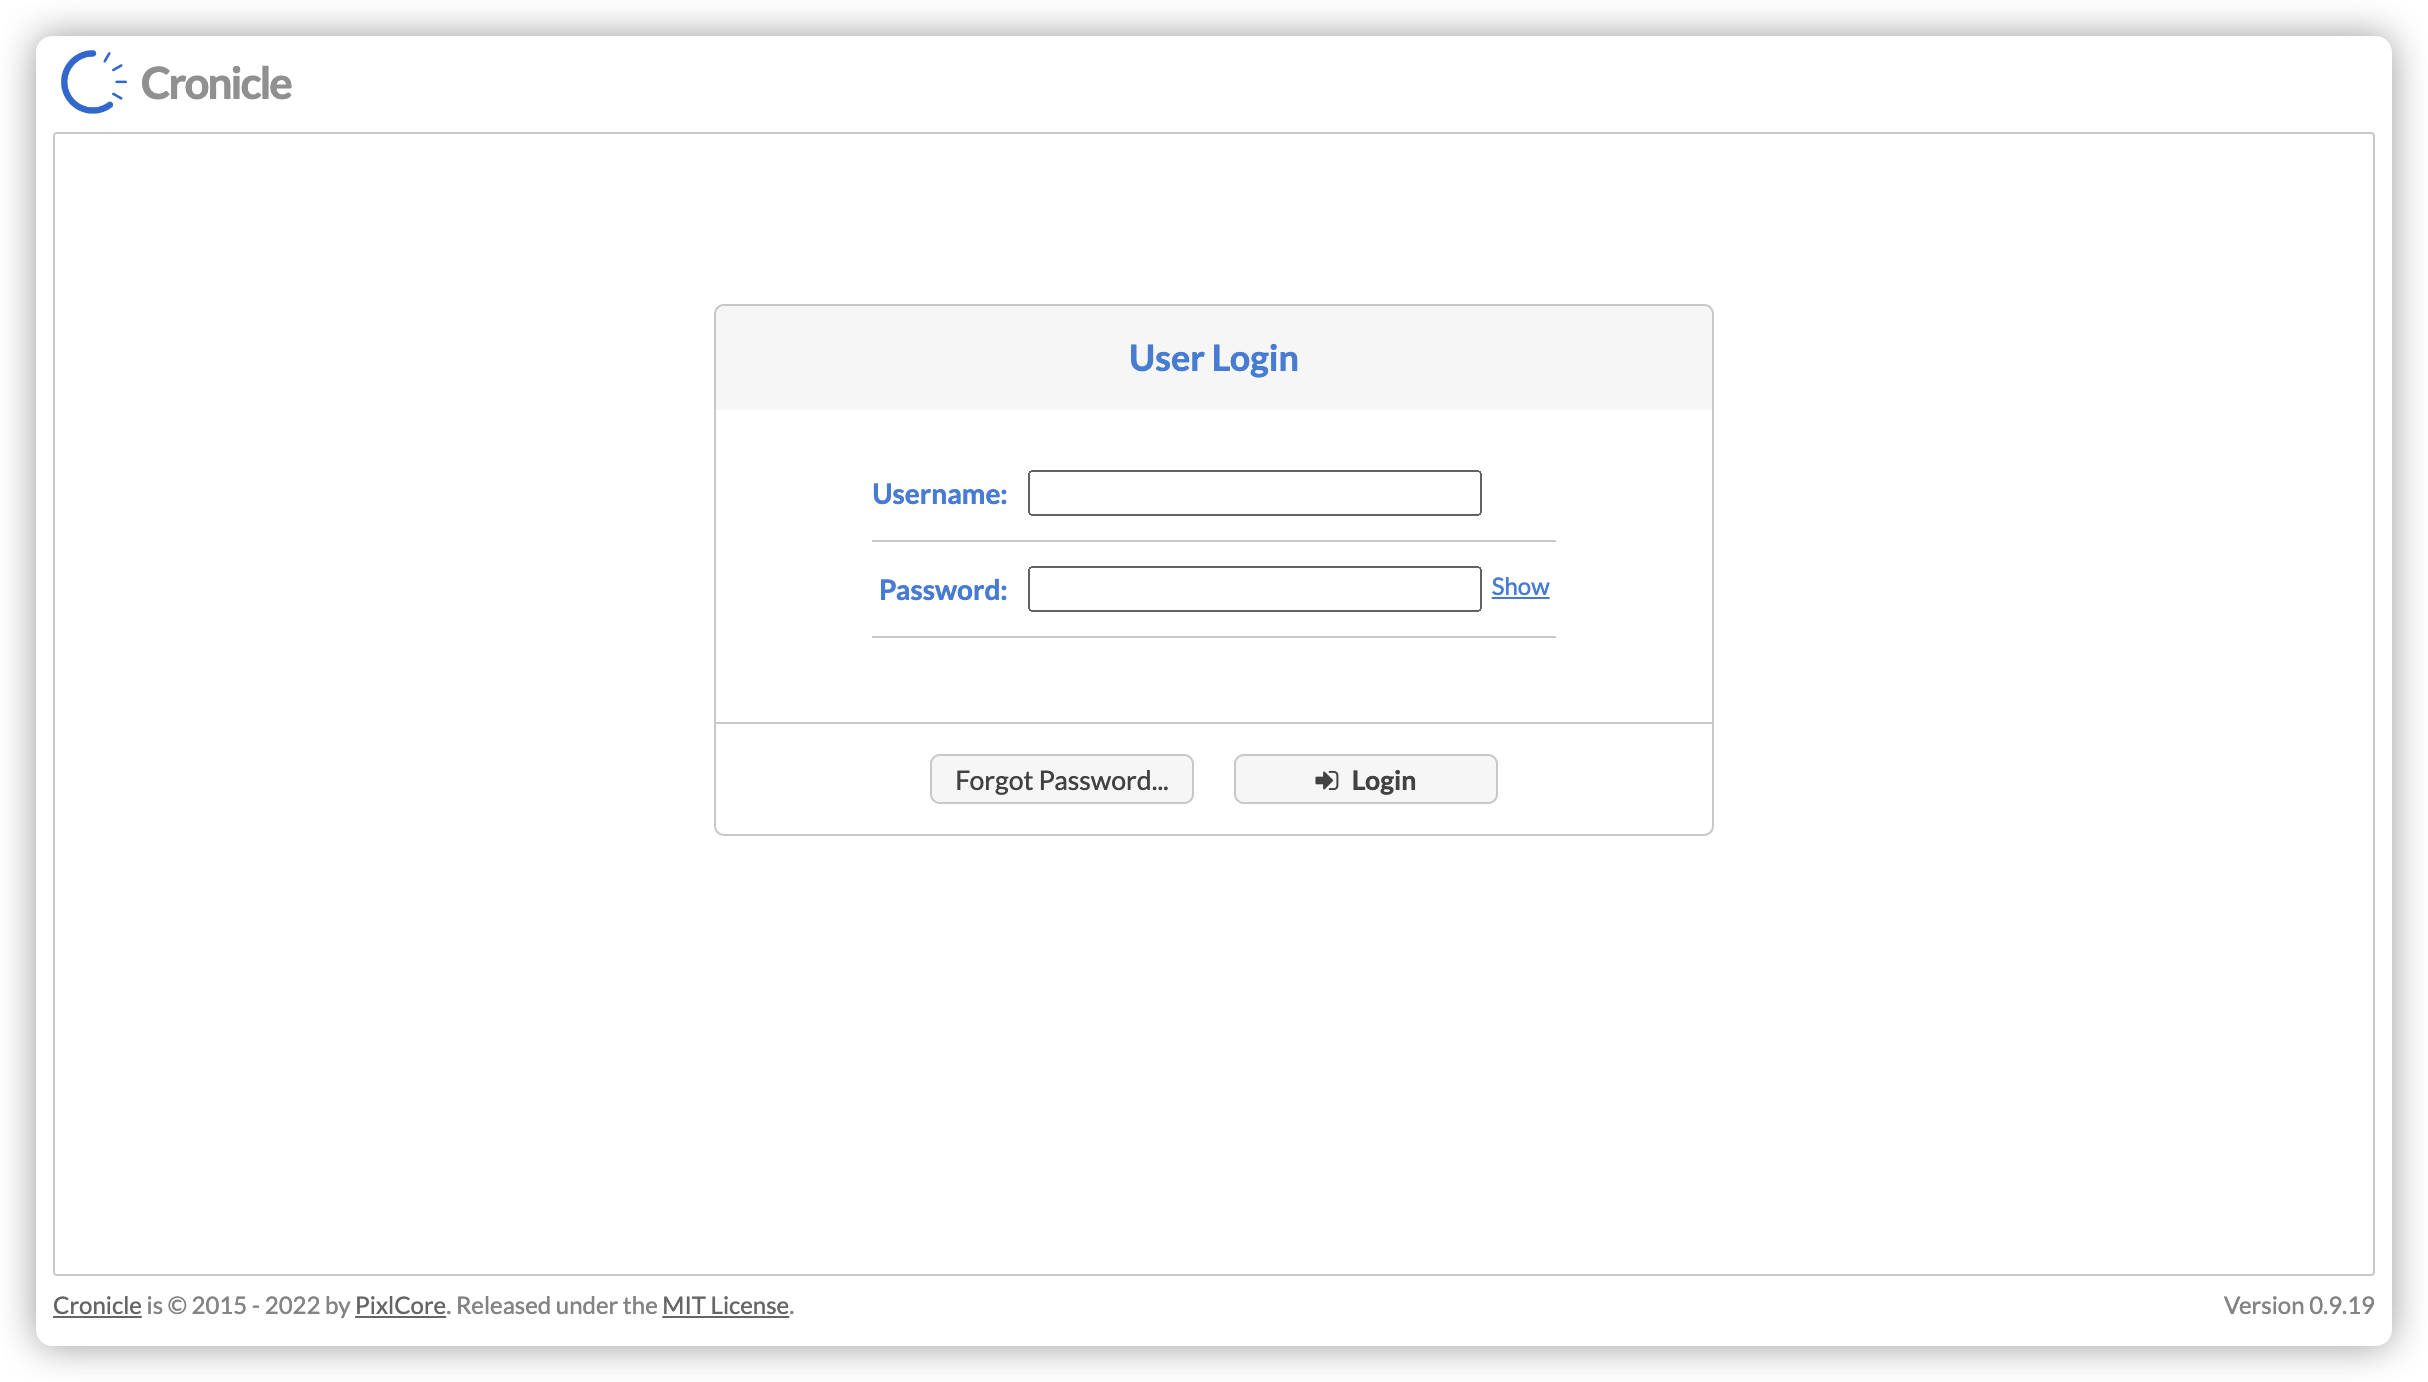 Cronicle
User Login
Username:
Password: Show
Forgot Password... Login
Cronicle is © 2015 - 2022 by PixlCore. Released under the MIT License. Version 0.9.19